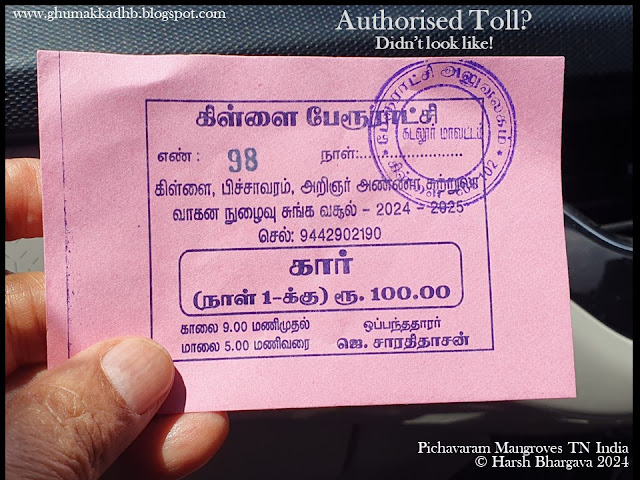 www.ghumakkadhb.blogspot.com
Authorised Toll?
Didn't look like!
பேரூராட்சி அலுவலகம்
கடலூர் மாவட்டம்
கிள்ளை பேரூராட்சி
எண் : 98 நாள்:........................
கிள்ளை, பிச்சாவரம், அறிஞர் அண்ணா சுற்றுலா
வாகன நுழைவு சுங்க வசூல் – 2024 – 2025
செல்: 9442902190
கார்
(நாள் 1-க்கு) ரூ. 100.00
காலை 9.00 மணிமுதல் ஒப்பந்ததாரர்
மாலை 5.00 மணிவரை ஜெ. சாரதிதாசன்
Pichavaram Mangroves TN India
© Harsh Bhargava 2024